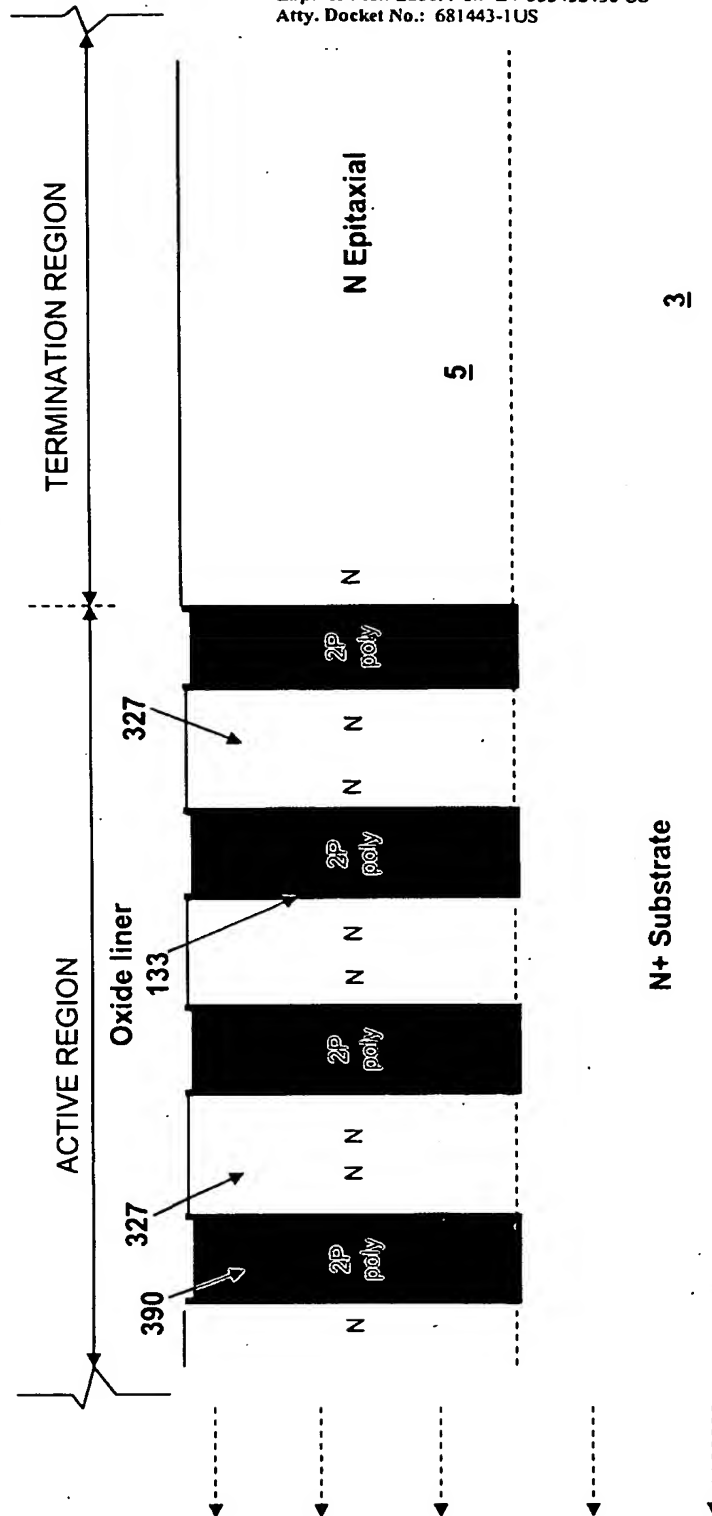 Atty. Docket No.: 681443-1US
ACTIVE REGION
TERMINATION REGION
Oxide liner
390
327
133
327
N
2P
poly
N N
2P
poly
N N
2P
poly
N N
2P
poly
N
N Epitaxial
5
N+ Substrate
3